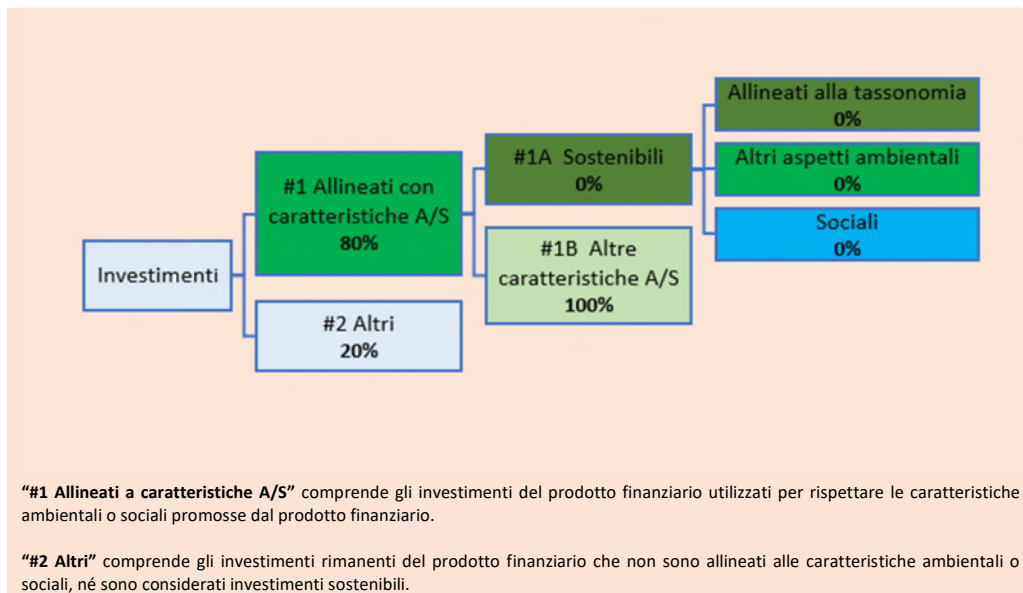 Investimenti
#1 Allineati con
caratteristiche A/S
80%
#2 Altri
20%
#1A Sostenibili
0%
#1B Altre
caratteristiche A/S
100%
Allineati alla tassonomia
0%
Altri aspetti ambientali
0%
Sociali
0%
“#1 Allineati a caratteristiche A/S” comprende gli investimenti del prodotto finanziario utilizzati per rispettare le caratteristiche
ambientali o sociali promosse dal prodotto finanziario.
“#2 Altri” comprende gli investimenti rimanenti del prodotto finanziario che non sono allineati alle caratteristiche ambientali o
sociali, né sono considerati investimenti sostenibili.